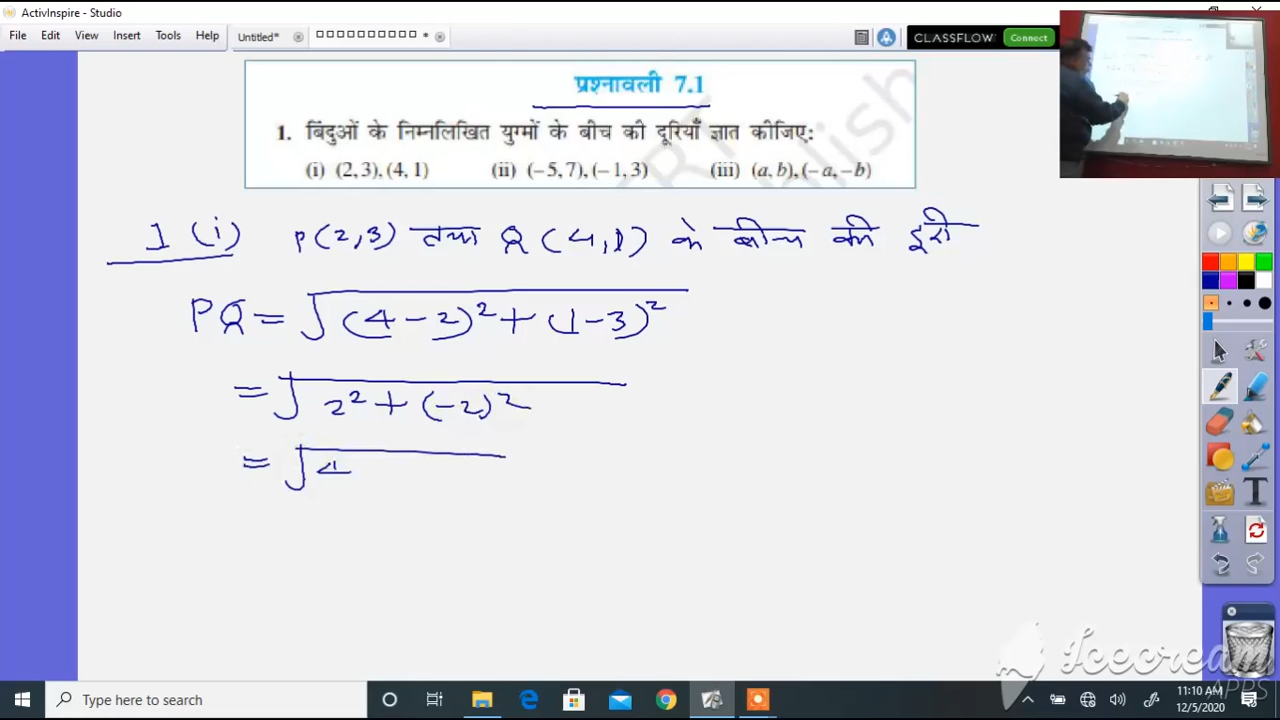 ActivInspire - Studio
File Edit View Insert Tools Help Untitled* □□□□□□□□□□ * CLASSFLOW Connect
प्रश्नावली 7.1
1. बिंदुओं के निम्नलिखित युग्मों के बीच की दूरियाँ ज्ञात कीजिए:
(i) (2,3), (4, 1) (ii) (−5, 7), (−1, 3) (iii) (a, b), (−a, −b)
1 (i) P(2,3) तथा Q(4,1) के बीच की दूरी
PQ = √(4-2)² + (1-3)²
= √2² + (-2)²
= √4
Icecream
APPS
Type here to search
11:10 AM
12/5/2020